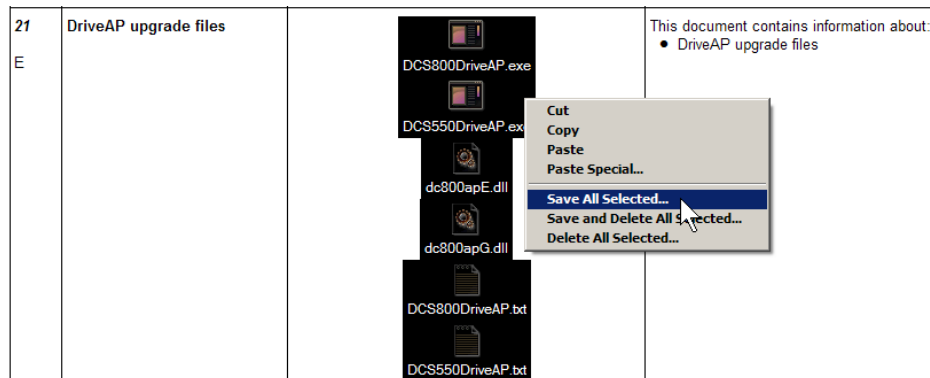 21
DriveAP upgrade files
This document contains information about:
● DriveAP upgrade files
E
DCS800DriveAP.exe
DCS550DriveAP.exe
dc800apE.dll
dc800apG.dll
DCS800DriveAP.txt
DCS550DriveAP.txt
Cut
Copy
Paste
Paste Special...
Save All Selected...
Save and Delete All Selected...
Delete All Selected...